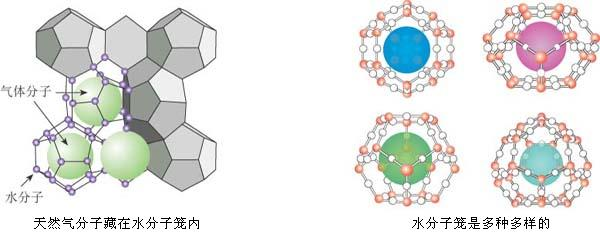 气体分子
水分子
天然气分子藏在水分子笼内
水分子笼是多种多样的